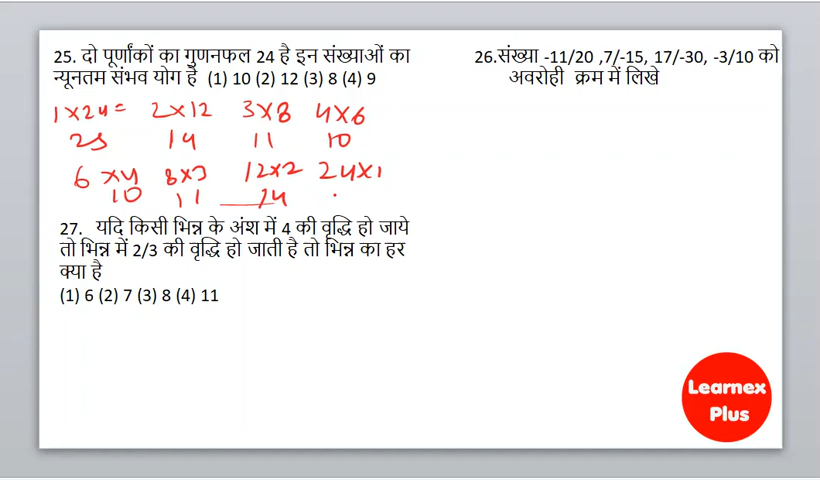 25. दो पूर्णांकों का गुणनफल 24 है इन संख्याओं का
न्यूनतम संभव योग है (1) 10 (2) 12 (3) 8 (4) 9
1×24= 2×12 3×8 4×6
25 14 11 10
6×4 8×3 12×2 24×1
10 11 14
27. यदि किसी भिन्न के अंश में 4 की वृद्धि हो जाये
तो भिन्न में 2/3 की वृद्धि हो जाती है तो भिन्न का हर
क्या है
(1) 6 (2) 7 (3) 8 (4) 11
26.संख्या -11/20 ,7/-15, 17/-30, -3/10 को
अवरोही क्रम में लिखे
Learnex
Plus